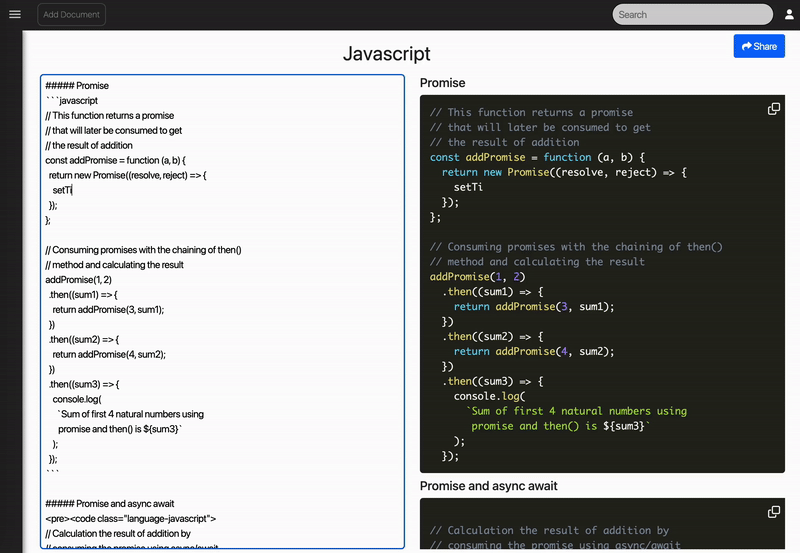 Add Document
Search
Javascript
Share
##### Promise
```javascript
// This function returns a promise
// that will later be consumed to get
// the result of addition
const addPromise = function (a, b) {
  return new Promise((resolve, reject) => {
    setTi
  });
};

// Consuming promises with the chaining of then()
// method and calculating the result
addPromise(1, 2)
  .then((sum1) => {
    return addPromise(3, sum1);
  })
  .then((sum2) => {
    return addPromise(4, sum2);
  })
  .then((sum3) => {
    console.log(
      `Sum of first 4 natural numbers using
      promise and then() is ${sum3}`
    );
  });
```

##### Promise and async await
<pre><code class="language-javascript">
// Calculation the result of addition by
// consuming the promise using async/await
Promise
// This function returns a promise
// that will later be consumed to get
// the result of addition
const addPromise = function (a, b) {
  return new Promise((resolve, reject) => {
    setTi
  });
};

// Consuming promises with the chaining of then()
// method and calculating the result
addPromise(1, 2)
  .then((sum1) => {
    return addPromise(3, sum1);
  })
  .then((sum2) => {
    return addPromise(4, sum2);
  })
  .then((sum3) => {
    console.log(
      `Sum of first 4 natural numbers using
      promise and then() is ${sum3}`
    );
  });
Promise and async await
// Calculation the result of addition by
// consuming the promise using async/await